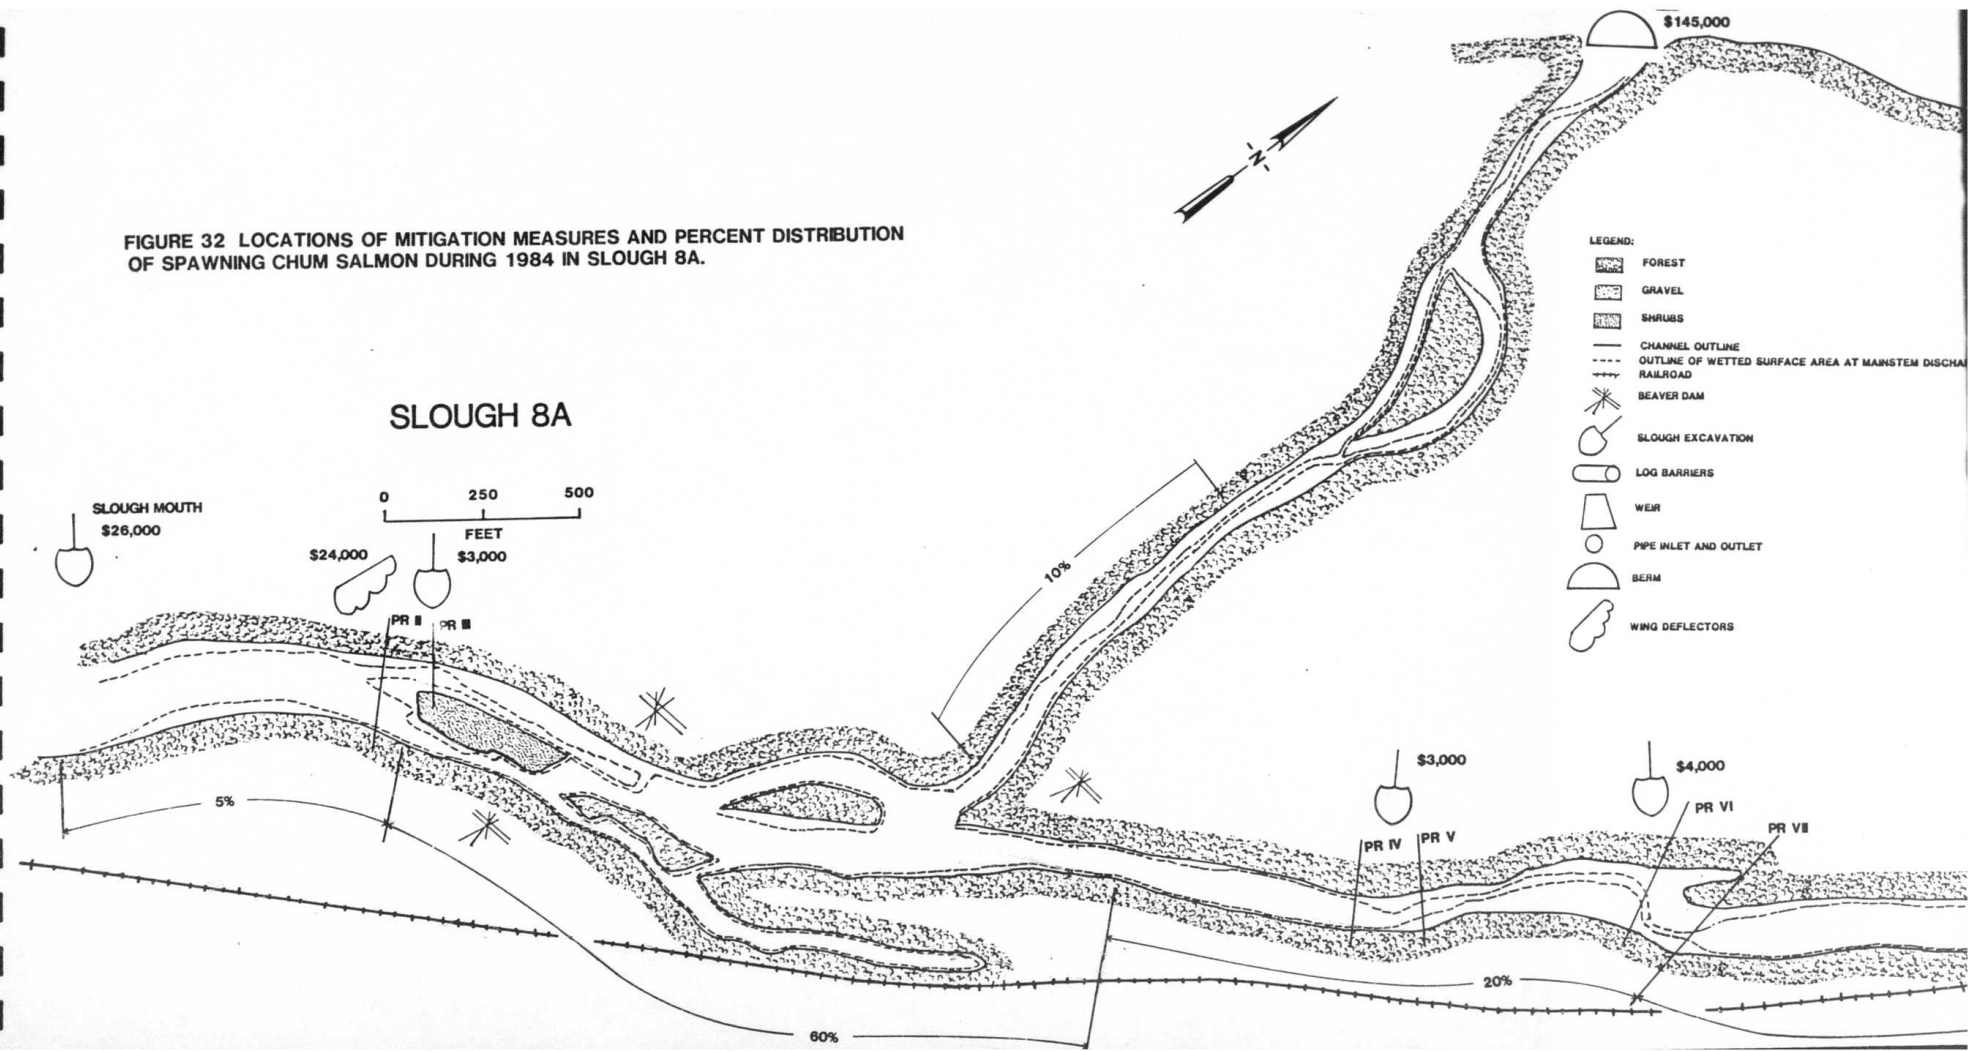 $145,000
N
FIGURE 32 LOCATIONS OF MITIGATION MEASURES AND PERCENT DISTRIBUTION
OF SPAWNING CHUM SALMON DURING 1984 IN SLOUGH 8A.
LEGEND:
FOREST
GRAVEL
SHRUBS
CHANNEL OUTLINE
OUTLINE OF WETTED SURFACE AREA AT MAINSTEM DISCHA
RAILROAD
BEAVER DAM
SLOUGH EXCAVATION
LOG BARRIERS
WEIR
PIPE INLET AND OUTLET
BERM
WING DEFLECTORS
SLOUGH 8A
0 250 500
FEET
SLOUGH MOUTH
$26,000
$24,000
$3,000
PR II
PR III
10%
5%
$3,000
$4,000
PR IV
PR V
PR VI
PR VII
20%
60%